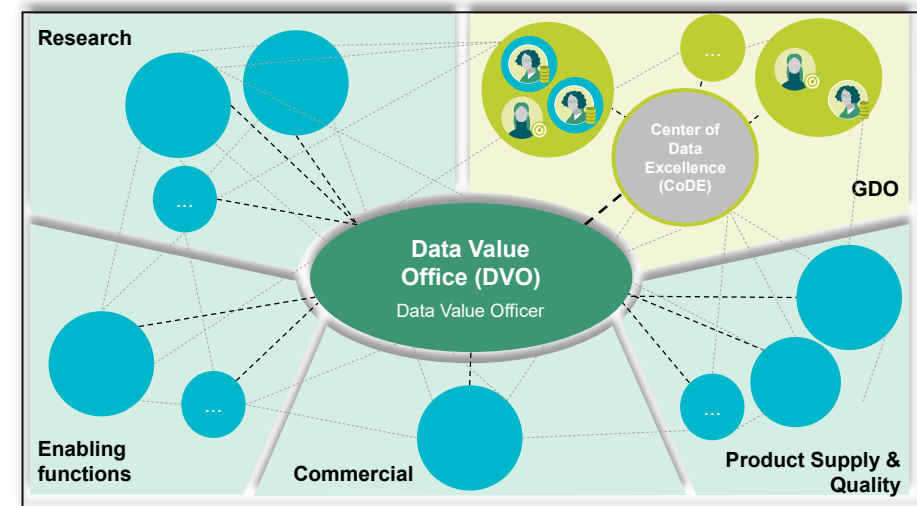 Research
...
...
Center of
Data
Excellence
(CoDE)
GDO
Data Value
Office (DVO)
Data Value Officer
...
...
Enabling
functions
Commercial
Product Supply &
Quality